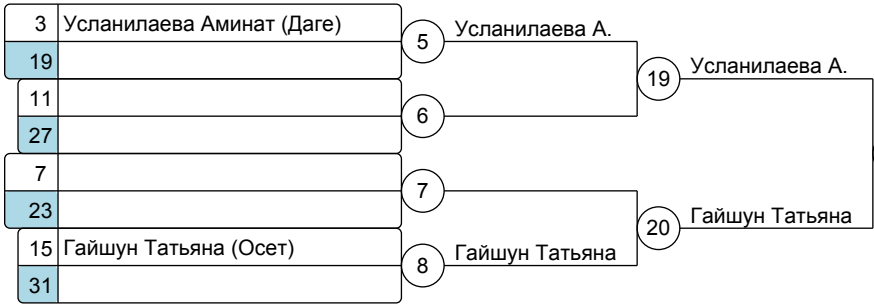 3 Усланилаева Аминат (Даге)
19
5 Усланилаева А.
11
27
6
19 Усланилаева А.
7
23
7
15 Гайшун Татьяна (Осет)
31
8 Гайшун Татьяна
20 Гайшун Татьяна